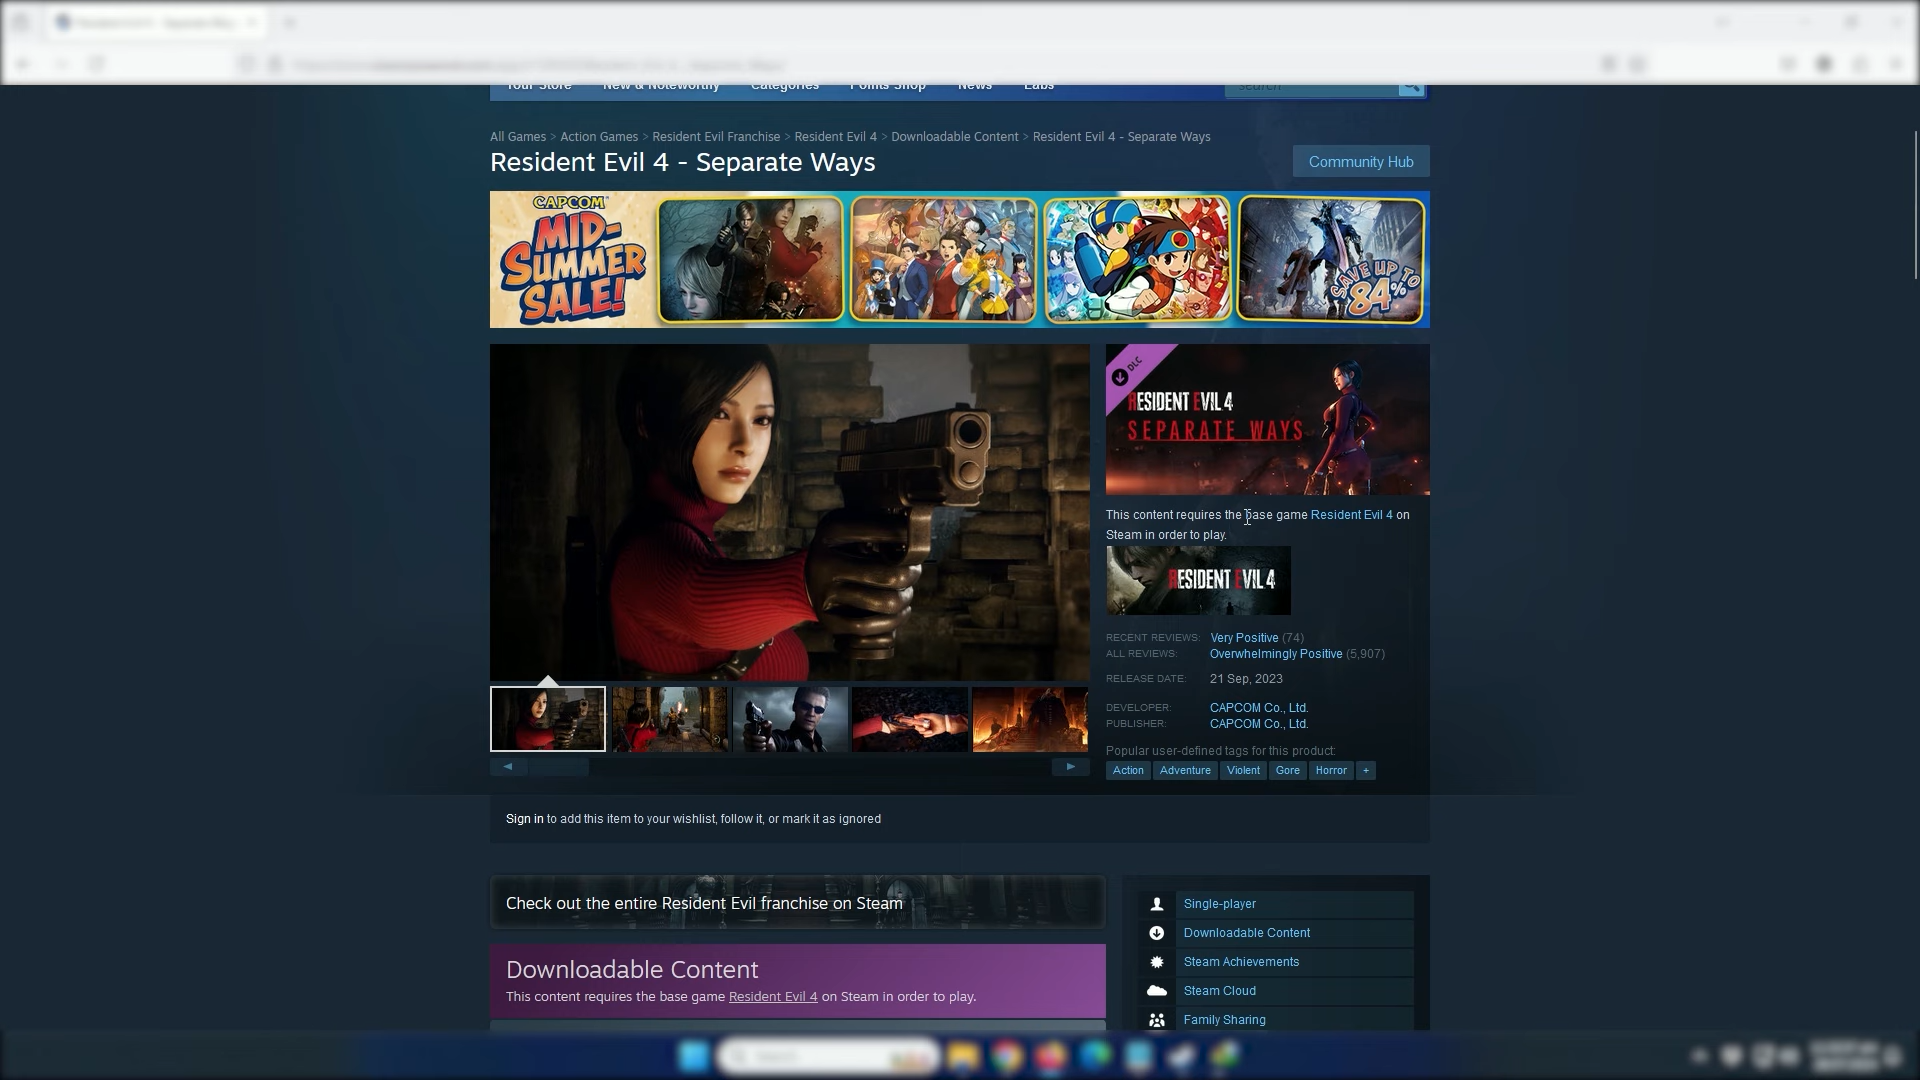 Your Store New & Noteworthy Categories Points Shop News Labs search
All Games > Action Games > Resident Evil Franchise > Resident Evil 4 > Downloadable Content > Resident Evil 4 - Separate Ways
Resident Evil 4 - Separate Ways
Community Hub
CAPCOM
MID-
SUMMER
SALE!
SAVE UP TO
84%
DLC
RESIDENT EVIL 4
SEPARATE WAYS
This content requires the base game Resident Evil 4 on
Steam in order to play.
RESIDENT EVIL 4
RECENT REVIEWS: Very Positive (74)
ALL REVIEWS: Overwhelmingly Positive (5,907)
RELEASE DATE: 21 Sep, 2023
DEVELOPER: CAPCOM Co., Ltd.
PUBLISHER: CAPCOM Co., Ltd.
Popular user-defined tags for this product:
Action Adventure Violent Gore Horror +
Sign in to add this item to your wishlist, follow it, or mark it as ignored
Check out the entire Resident Evil franchise on Steam
Downloadable Content
This content requires the base game Resident Evil 4 on Steam in order to play.
Single-player
Downloadable Content
Steam Achievements
Steam Cloud
Family Sharing